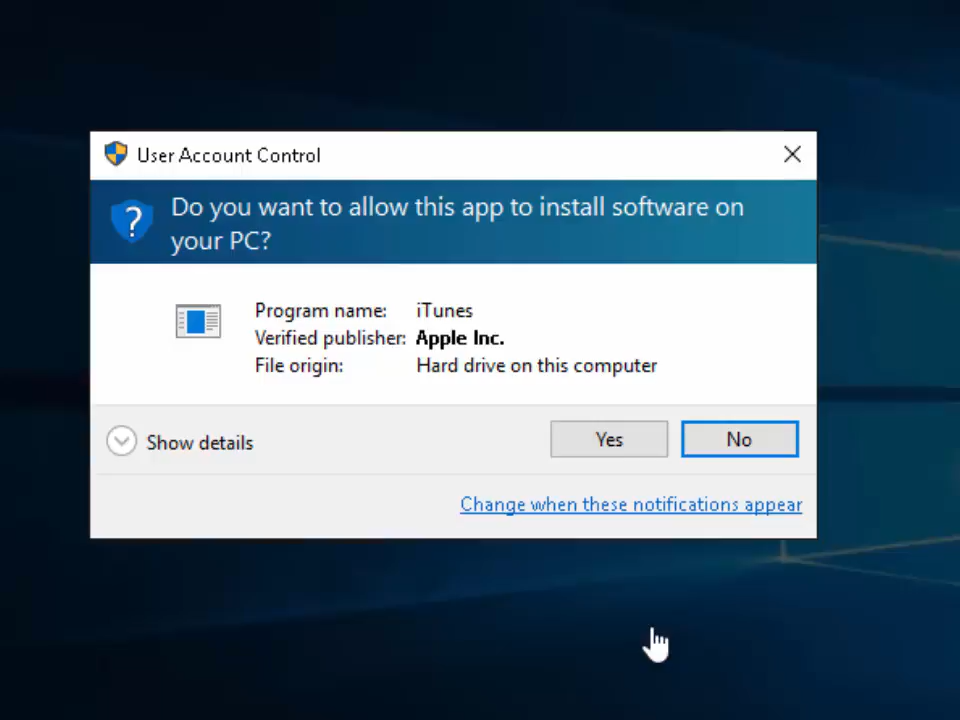 User Account Control
?
Do you want to allow this app to install software on
your PC?
Program name: iTunes
Verified publisher: Apple Inc.
File origin: Hard drive on this computer
Show details
Yes
No
Change when these notifications appear